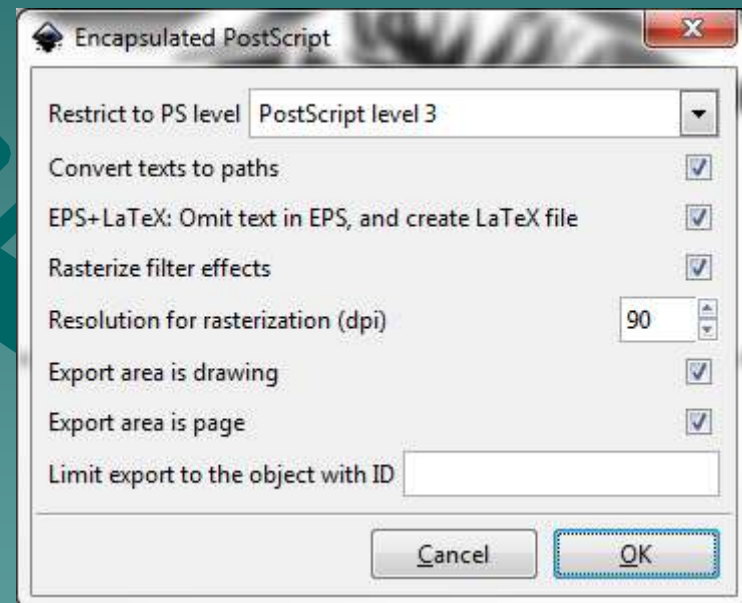 Encapsulated PostScript
Restrict to PS level PostScript level 3
Convert texts to paths
EPS+LaTeX: Omit text in EPS, and create LaTeX file
Rasterize filter effects
Resolution for rasterization (dpi) 90
Export area is drawing
Export area is page
Limit export to the object with ID
Cancel OK